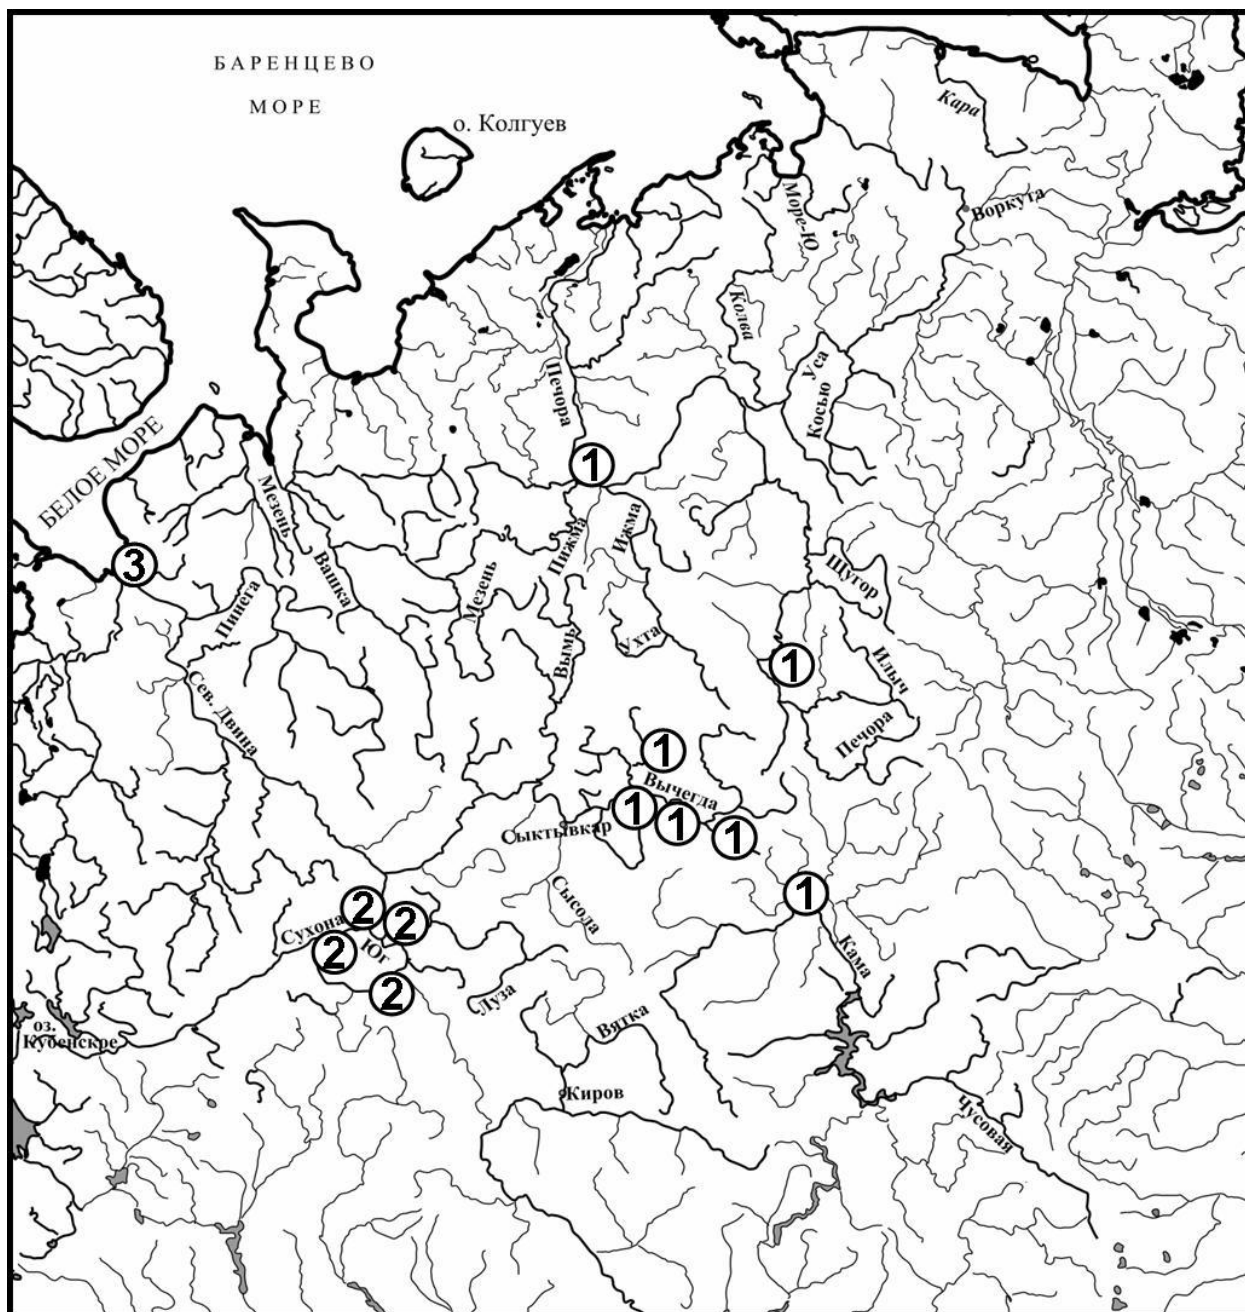 БАРЕНЦЕВО
МОРЕ
о. Колгуев
Кара
Воркута
Море-Ю
Колва
Уса
Косью
Печора
БЕЛОЕ МОРЕ
1
Мезень
Вашка
Мезень
Пижма
Ижма
3
Пинега
Щугор
Вымь
Ухта
1
Илыч
Сев. Двина
Печора
1
Вычегда
1
1
1
Сыктывкар
1
Сысола
2
2
Сухона
Юг
2
2
Кама
Луза
Вятка
оз.
Кубенскре
Киров
Чусовая